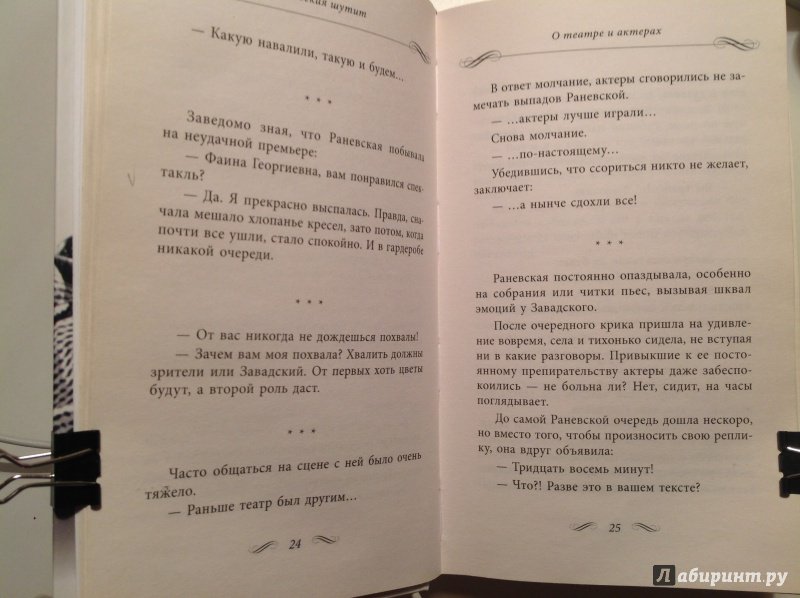 ская шутит
— Какую навалили, такую и будем...
* * *
Заведомо зная, что Раневская побывала
на неудачной премьере:
— Фаина Георгиевна, вам понравился спек-
такль?
— Да. Я прекрасно выспалась. Правда, сна-
чала мешало хлопанье кресел, зато потом, когда
почти все ушли, стало спокойно. И в гардеробе
никакой очереди.
* * *
— От вас никогда не дождешься похвалы!
— Зачем вам моя похвала? Хвалить должны
зрители или Завадский. От первых хоть цветы
будут, а второй роль даст.
* * *
Часто общаться на сцене с ней было очень
тяжело.
— Раньше театр был другим...
24
О театре и актерах
В ответ молчание, актеры сговорились не за-
мечать выпадов Раневской.
— ...актеры лучше играли...
Снова молчание.
— ...по-настоящему...
Убедившись, что ссориться никто не желает,
заключает:
— ...а нынче сдохли все!
* * *
Раневская постоянно опаздывала, особенно
на собрания или читки пьес, вызывая шквал
эмоций у Завадского.
После очередного крика пришла на удивле-
ние вовремя, села и тихонько сидела, не вступая
ни в какие разговоры. Привыкшие к ее посто-
янному препирательству актеры даже забеспо-
коились — не больна ли? Нет, сидит, на часы
поглядывает.
До самой Раневской очередь дошла нескоро,
но вместо того, чтобы произносить свою репли-
ку, она вдруг объявила:
— Тридцать восемь минут!
— Что?! Разве это в вашем тексте?
25
Лабиринт.ру